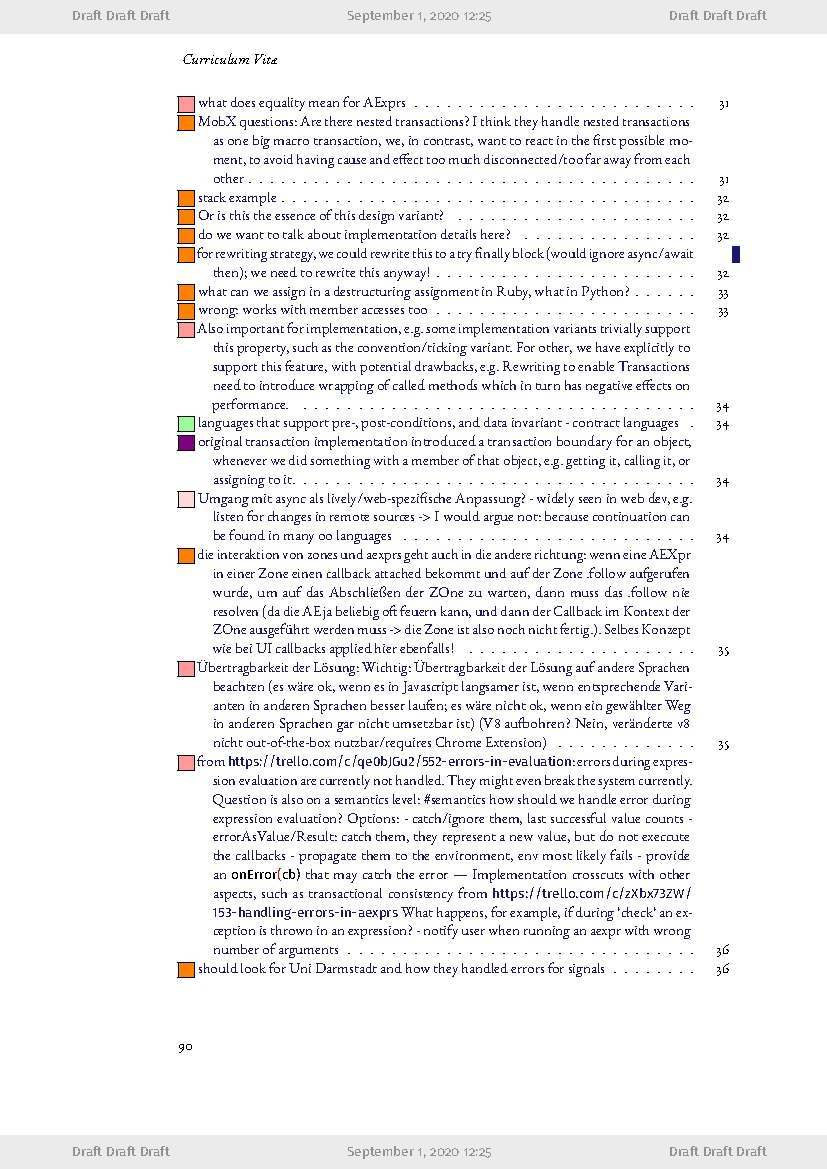 Draft Draft Draft September 1, 2020 12:25 Draft Draft Draft
Curriculum Vitæ
what does equality mean for AExprs . . . . . . . . . . . . . . . . . . . . . . . . . . 31
MobX questions: Are there nested transactions? I think they handle nested transactions
as one big macro transaction, we, in contrast, want to react in the first possible mo-
ment, to avoid having cause and effect too much disconnected/too far away from each
other . . . . . . . . . . . . . . . . . . . . . . . . . . . . . . . . . . . . . . . . . 31
stack example . . . . . . . . . . . . . . . . . . . . . . . . . . . . . . . . . . . . . . 32
Or is this the essence of this design variant? . . . . . . . . . . . . . . . . . . . . . . 32
do we want to talk about implementation details here? . . . . . . . . . . . . . . . . 32
for rewriting strategy, we could rewrite this to a try finally block (would ignore async/await
then); we need to rewrite this anyway! . . . . . . . . . . . . . . . . . . . . . . . . 32
what can we assign in a destructuring assignment in Ruby, what in Python? . . . . . . 33
wrong: works with member accesses too . . . . . . . . . . . . . . . . . . . . . . . . 33
Also important for implementation, e.g. some implementation variants trivially support
this property, such as the convention/ticking variant. For other, we have explicitly to
support this feature, with potential drawbacks, e.g. Rewriting to enable Transactions
need to introduce wrapping of called methods which in turn has negative effects on
performance. . . . . . . . . . . . . . . . . . . . . . . . . . . . . . . . . . . . . 34
languages that support pre-, post-conditions, and data invariant - contract languages . 34
original transaction implementation introduced a transaction boundary for an object,
whenever we did something with a member of that object, e.g. getting it, calling it, or
assigning to it. . . . . . . . . . . . . . . . . . . . . . . . . . . . . . . . . . . . . 34
Umgang mit async als lively/web-spezifische Anpassung? - widely seen in web dev, e.g.
listen for changes in remote sources -> I would argue not: because continuation can
be found in many oo languages . . . . . . . . . . . . . . . . . . . . . . . . . . . 34
die interaktion von zones und aexprs geht auch in die andere richtung: wenn eine AEXpr
in einer Zone einen callback attached bekommt und auf der Zone .follow aufgerufen
wurde, um auf das Abschließen der ZOne zu warten, dann muss das .follow nie
resolven (da die AE ja beliebig oft feuern kann, und dann der Callback im Kontext der
ZOne ausgeführt werden muss -> die Zone ist also noch nicht fertig.). Selbes Konzept
wie bei UI callbacks applied hier ebenfalls! . . . . . . . . . . . . . . . . . . . . . 35
Übertragbarkeit der Lösung: Wichtig: Übertragbarkeit der Lösung auf andere Sprachen
beachten (es wäre ok, wenn es in Javascript langsamer ist, wenn entsprechende Vari-
anten in anderen Sprachen besser laufen; es wäre nicht ok, wenn ein gewählter Weg
in anderen Sprachen gar nicht umsetzbar ist) (V8 aufbohren? Nein, veränderte v8
nicht out-of-the-box nutzbar/requires Chrome Extension) . . . . . . . . . . . . . 35
from https://trello.com/c/qe0bJGu2/552-errors-in-evaluation: errors during expres-
sion evaluation are currently not handled. They might even break the system currently.
Question is also on a semantics level: #semantics how should we handle error during
expression evaluation? Options: - catch/ignore them, last successful value counts -
errorAsValue/Result: catch them, they represent a new value, but do not execcute
the callbacks - propagate them to the environment, env most likely fails - provide
an onError(cb) that may catch the error — Implementation crosscuts with other
aspects, such as transactional consistency from https://trello.com/c/zXbx73ZW/
153-handling-errors-in-aexprs What happens, for example, if during ‘check‘ an ex-
ception is thrown in an expression? - notify user when running an aexpr with wrong
number of arguments . . . . . . . . . . . . . . . . . . . . . . . . . . . . . . . . 36
should look for Uni Darmstadt and how they handled errors for signals . . . . . . . . 36
90
Draft Draft Draft September 1, 2020 12:25 Draft Draft Draft